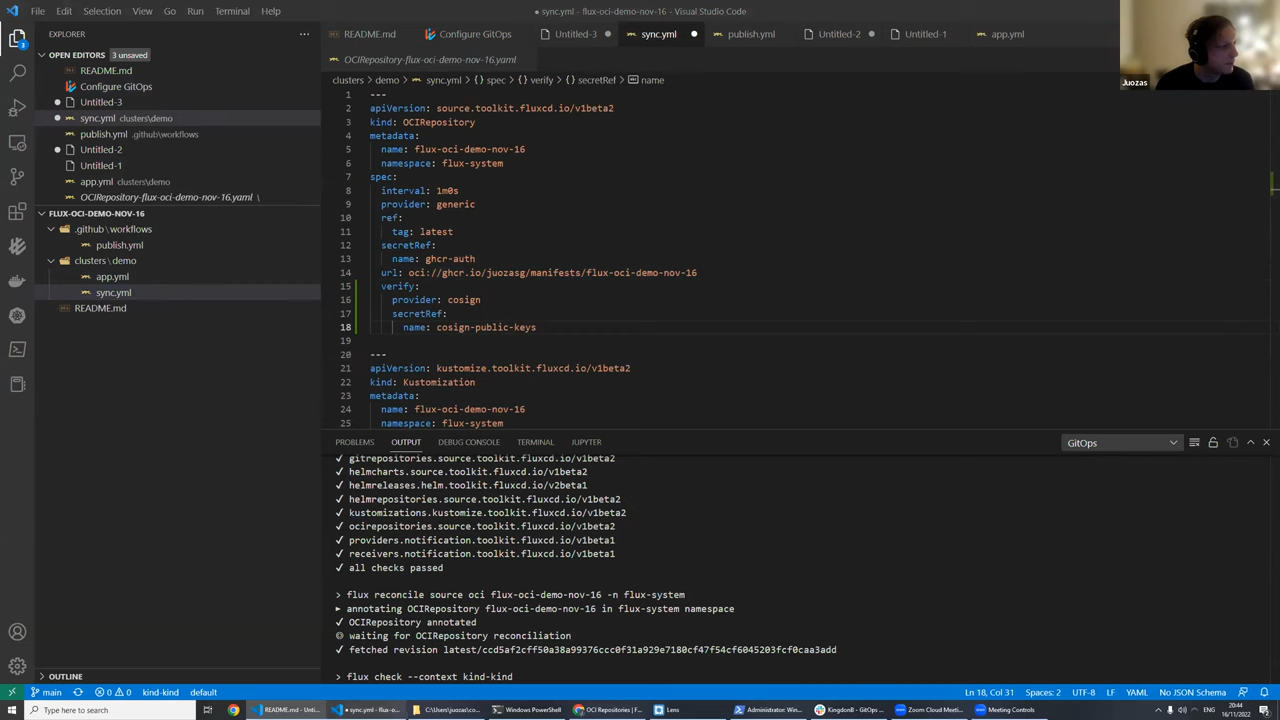 File Edit Selection View Go Run Terminal Help
● sync.yml - flux-oci-demo-nov-16 - Visual Studio Code
EXPLORER
OPEN EDITORS 3 unsaved
README.md
Configure GitOps
Untitled-3
sync.yml clusters\demo
publish.yml .github\workflows
Untitled-2
Untitled-1
app.yml clusters\demo
OCIRepository-flux-oci-demo-nov-16.yaml \
FLUX-OCI-DEMO-NOV-16
.github \ workflows
publish.yml
clusters \ demo
app.yml
sync.yml
README.md
OUTLINE
README.md Configure GitOps Untitled-3 sync.yml publish.yml Untitled-2 Untitled-1 app.yml
OCIRepository-flux-oci-demo-nov-16.yaml
clusters > demo > sync.yml > {} spec > {} verify > {} secretRef > name
1 ---
2 apiVersion: source.toolkit.fluxcd.io/v1beta2
3 kind: OCIRepository
4 metadata:
5 name: flux-oci-demo-nov-16
6 namespace: flux-system
7 spec:
8 interval: 1m0s
9 provider: generic
10 ref:
11 tag: latest
12 secretRef:
13 name: ghcr-auth
14 url: oci://ghcr.io/juozasg/manifests/flux-oci-demo-nov-16
15 verify:
16 provider: cosign
17 secretRef:
18 name: cosign-public-keys
19
20 ---
21 apiVersion: kustomize.toolkit.fluxcd.io/v1beta2
22 kind: Kustomization
23 metadata:
24 name: flux-oci-demo-nov-16
25 namespace: flux-system
Juozas
PROBLEMS OUTPUT DEBUG CONSOLE TERMINAL JUPYTER GitOps
✓ gitrepositories.source.toolkit.fluxcd.io/v1beta2
✓ helmcharts.source.toolkit.fluxcd.io/v1beta2
✓ helmreleases.helm.toolkit.fluxcd.io/v2beta1
✓ helmrepositories.source.toolkit.fluxcd.io/v1beta2
✓ kustomizations.kustomize.toolkit.fluxcd.io/v1beta2
✓ ocirepositories.source.toolkit.fluxcd.io/v1beta2
✓ providers.notification.toolkit.fluxcd.io/v1beta1
✓ receivers.notification.toolkit.fluxcd.io/v1beta1
✓ all checks passed
> flux reconcile source oci flux-oci-demo-nov-16 -n flux-system
► annotating OCIRepository flux-oci-demo-nov-16 in flux-system namespace
✓ OCIRepository annotated
◎ waiting for OCIRepository reconciliation
✓ fetched revision latest/ccd5af2cff50a38a99376ccc0f31a929e7180cf47f54cf6045203fcf0caa3add
> flux check --context kind-kind
main 0 0 kind-kind default
Ln 18, Col 31 Spaces: 2 UTF-8 LF YAML No JSON Schema
Type here to search
README.md - Unti...
sync.yml - flux-o...
C:\Users\juozas\co...
Windows PowerShell
OCI Repositories | F...
Lens
Administrator: Win...
KingdonB - GitOps ...
Zoom Cloud Meetin...
Meeting Controls
ENG
20:44
16/11/2022